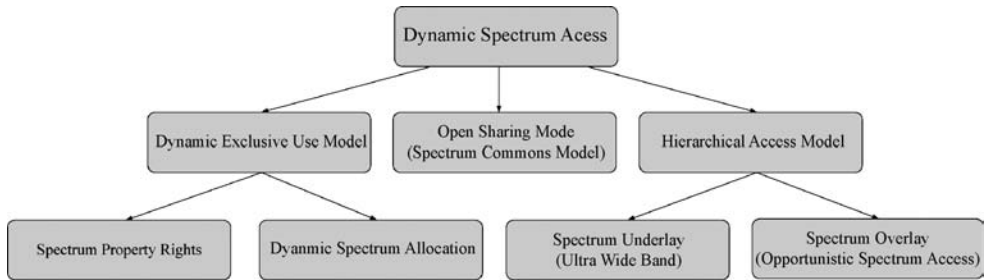 Dynamic Spectrum Acess
Dynamic Exclusive Use Model
Open Sharing Mode
(Spectrum Commons Model)
Hierarchical Access Model
Spectrum Property Rights
Dyanmic Spectrum Allocation
Spectrum Underlay
(Ultra Wide Band)
Spectrum Overlay
(Opportunistic Spectrum Access)